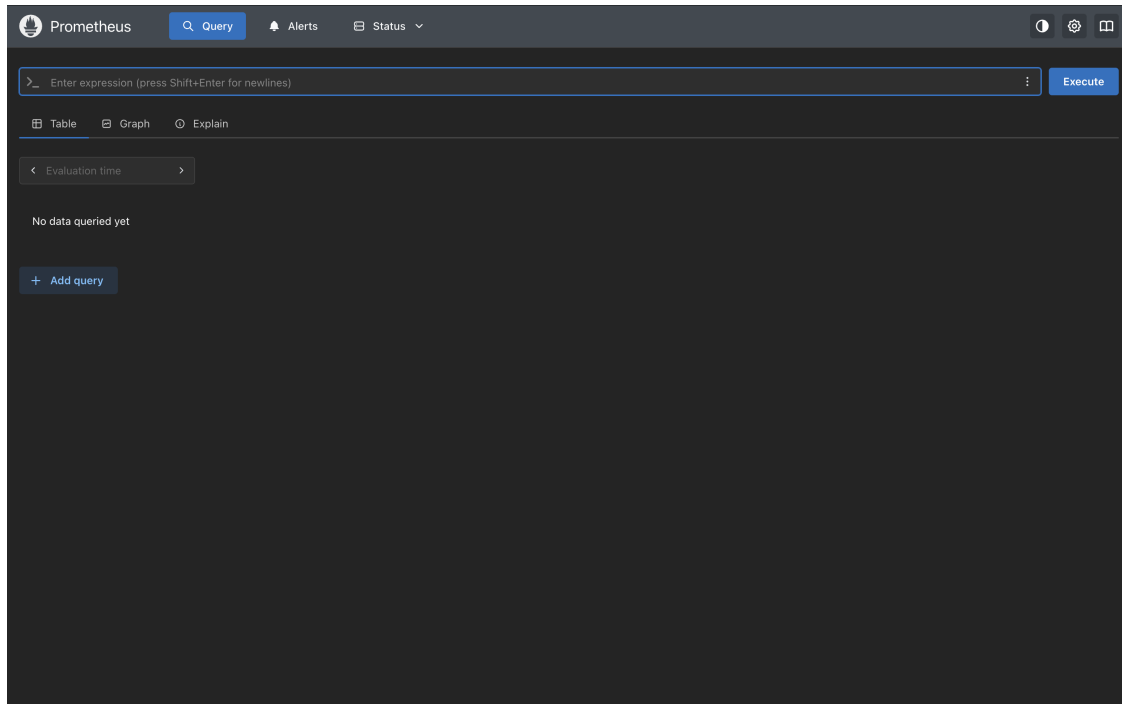 Prometheus Query Alerts Status
>_ Enter expression (press Shift+Enter for newlines) Execute
Table Graph Explain
Evaluation time
No data queried yet
+ Add query